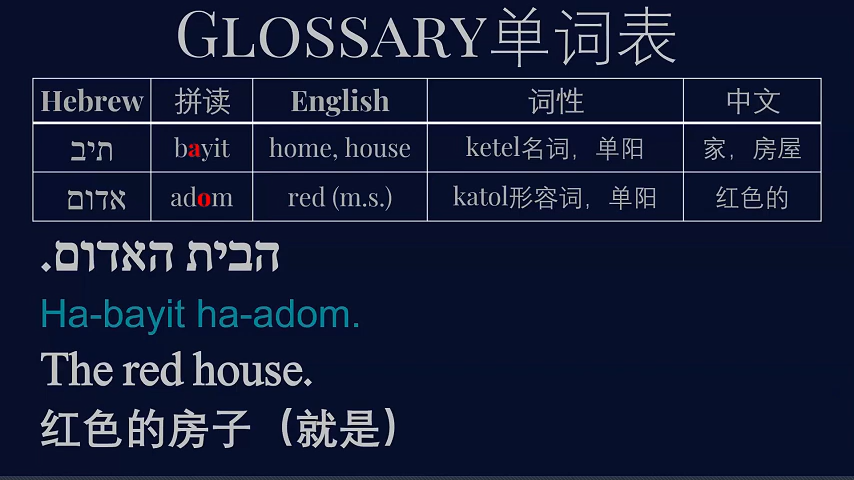 GLOSSARY单词表
Hebrew 拼读 English 词性 中文
בית bayit home, house ketel名词，单阳 家，房屋
אדום adom red (m.s.) katol形容词，单阳 红色的
הבית האדום.
Ha-bayit ha-adom.
The red house.
红色的房子（就是）